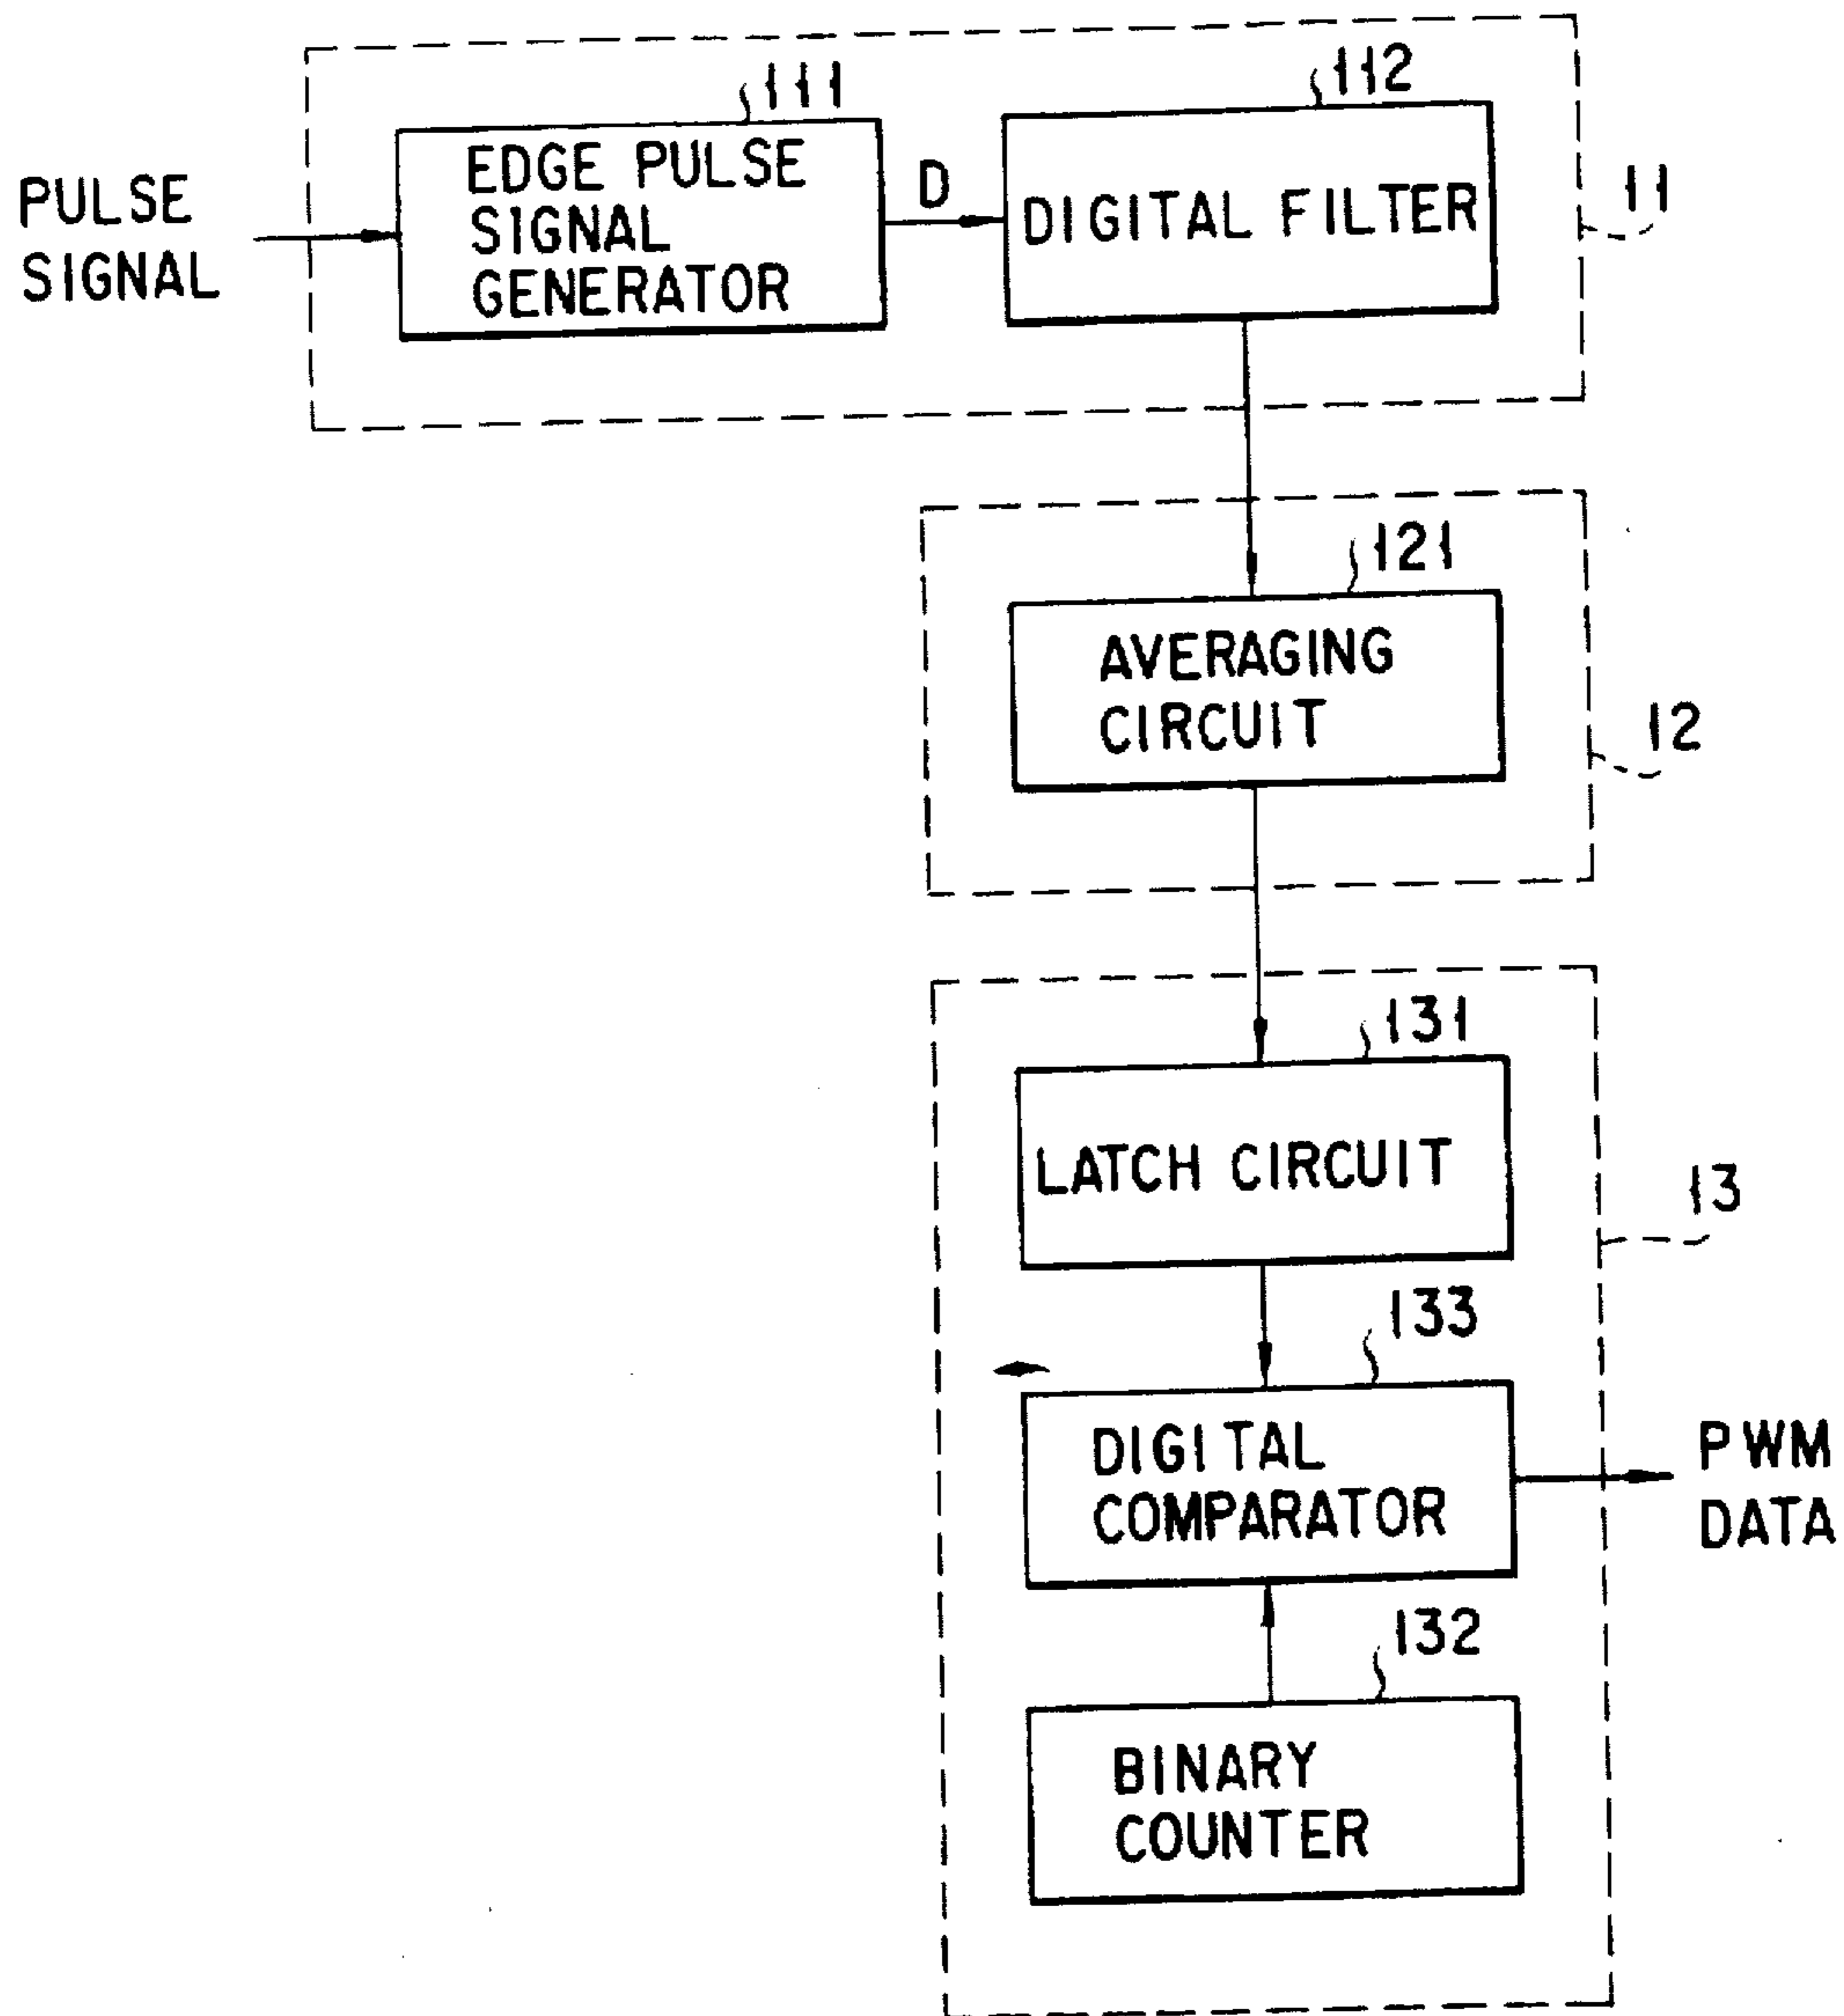 111
112
PULSE
SIGNAL
EDGE PULSE
SIGNAL
GENERATOR
D
DIGITAL FILTER
11
121
AVERAGING
CIRCUIT
12
131
LATCH CIRCUIT
13
133
DIGITAL
COMPARATOR
PWM
DATA
132
BINARY
COUNTER